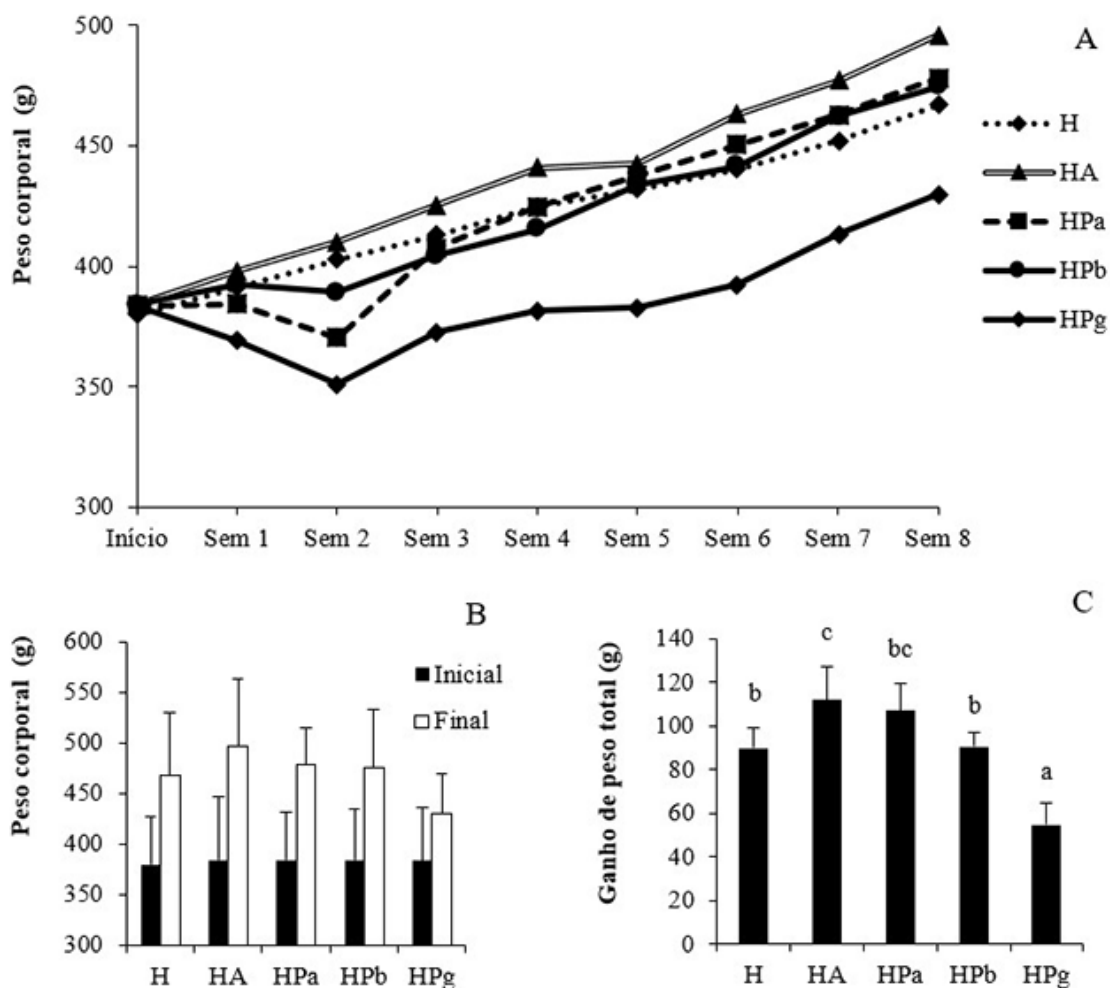 A
Peso corporal (g)
500
450
400
350
300
Início Sem 1 Sem 2 Sem 3 Sem 4 Sem 5 Sem 6 Sem 7 Sem 8
H
HA
HPa
HPb
HPg
B
Peso corporal (g)
600
550
500
450
400
350
300
Inicial
Final
H HA HPa HPb HPg
C
Ganho de peso total (g)
140
120
100
80
60
40
20
0
b c bc b a
H HA HPa HPb HPg